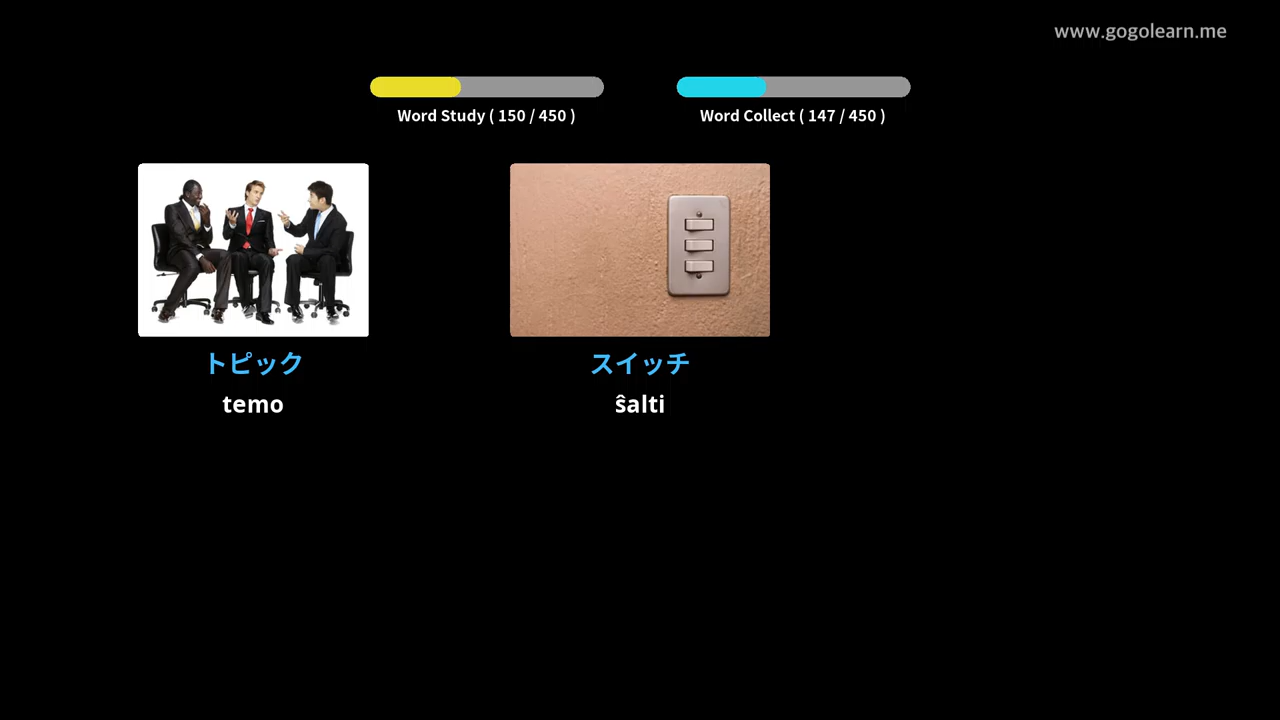 www.gogolearn.me
Word Study ( 150 / 450 )
Word Collect ( 147 / 450 )
トピック
temo
スイッチ
ŝalti